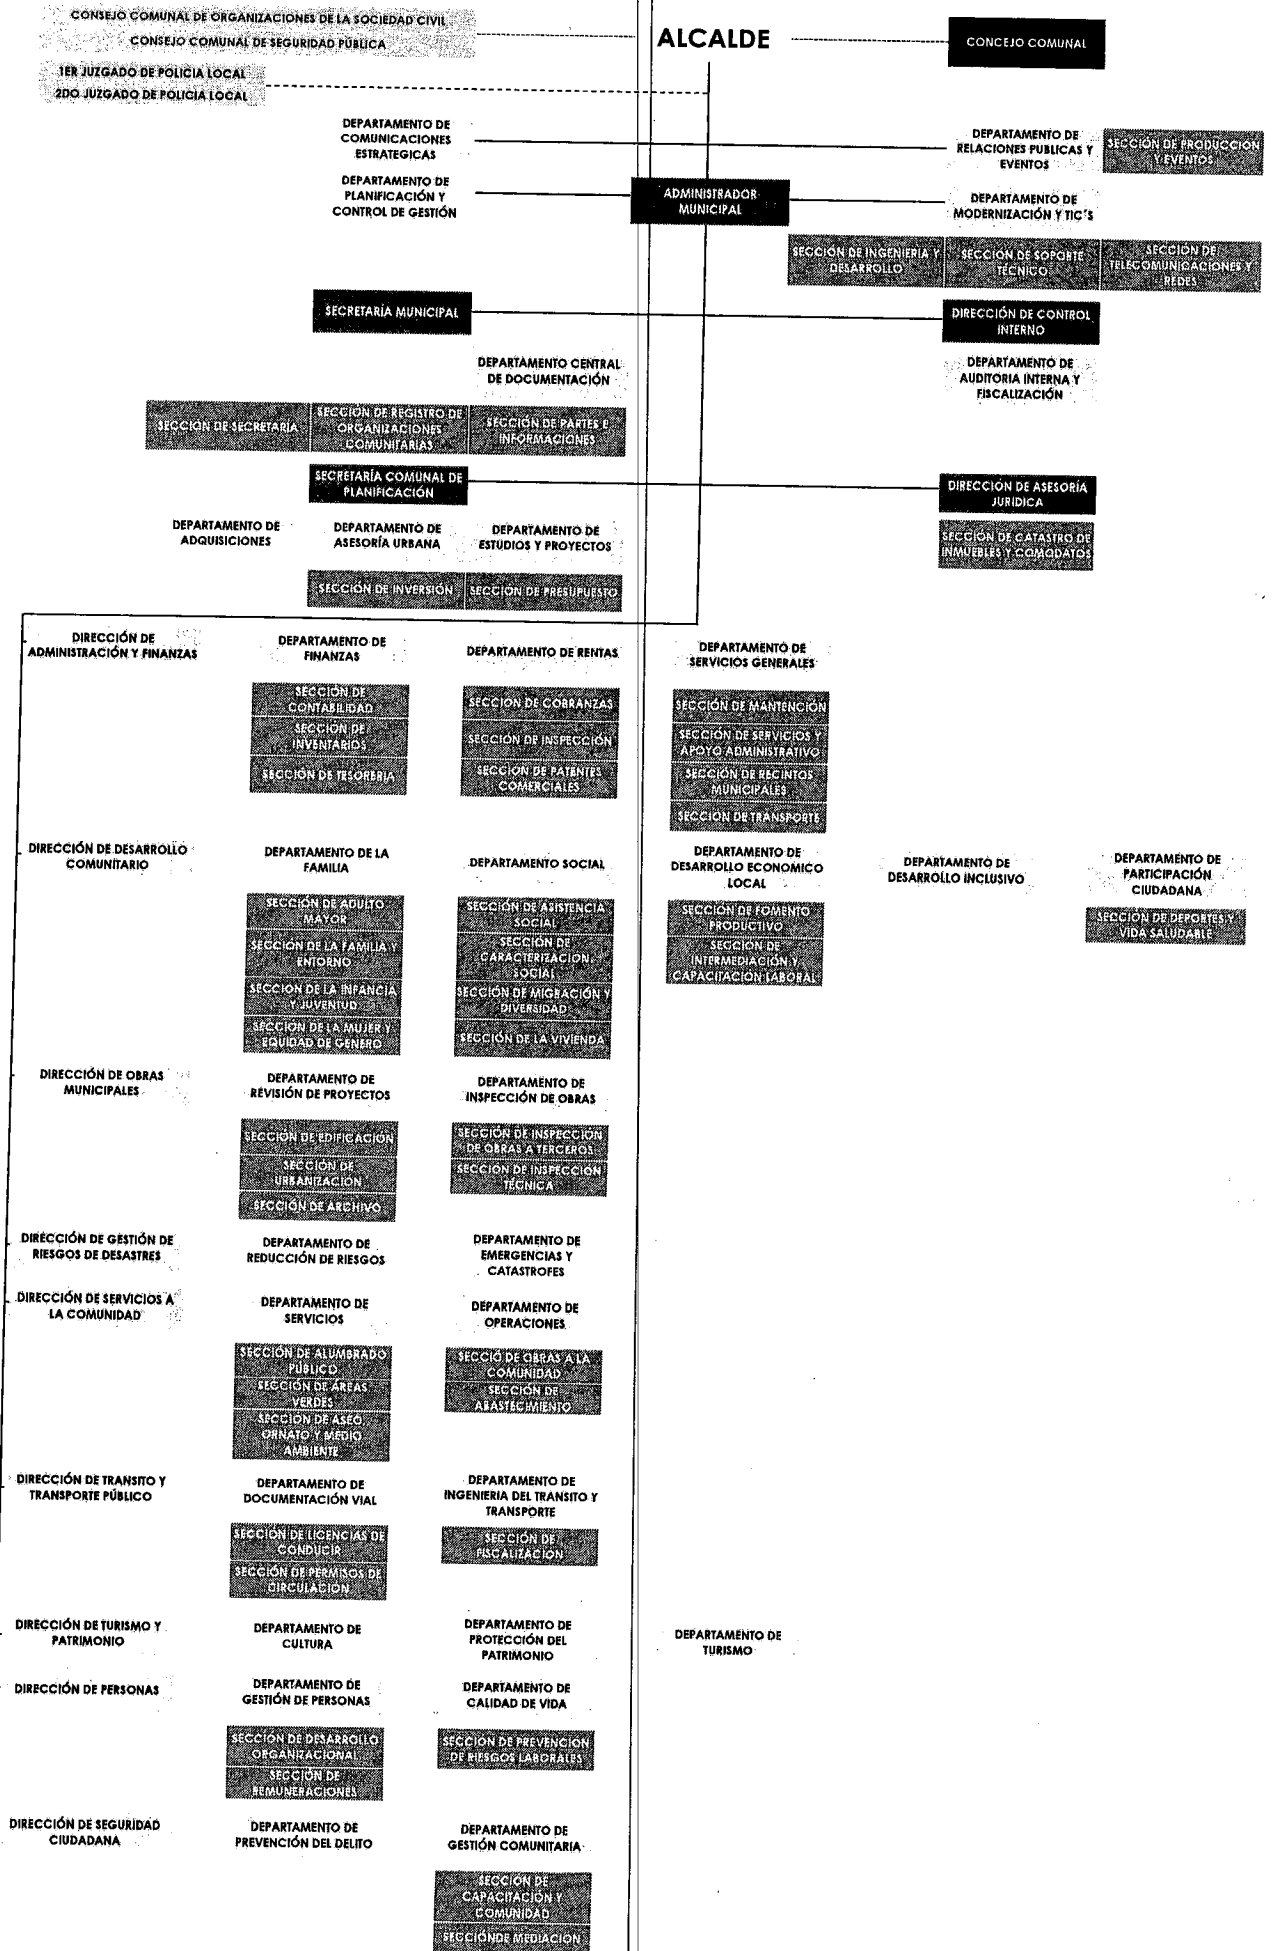 CONSEJO COMUNAL DE ORGANIZACIONES DE LA SOCIEDAD CIVIL
CONSEJO COMUNAL DE SEGURIDAD PÚBLICA
ALCALDE
CONCEJO COMUNAL
1ER JUZGADO DE POLICIA LOCAL
2DO JUZGADO DE POLICIA LOCAL
DEPARTAMENTO DE
COMUNICACIONES
ESTRATEGICAS
DEPARTAMENTO DE
RELACIONES PUBLICAS Y
EVENTOS
SECCIÓN DE PRODUCCIÓN
Y EVENTOS
DEPARTAMENTO DE
PLANIFICACIÓN Y
CONTROL DE GESTIÓN
ADMINISTRADOR
MUNICIPAL
DEPARTAMENTO DE
MODERNIZACIÓN Y TIC'S
SECCIÓN DE INGENIERIA Y
DESARROLLO
SECCIÓN DE SOPORTE
TÉCNICO
SECCIÓN DE
TELECOMUNICACIONES Y
REDES
SECRETARÍA MUNICIPAL
DIRECCIÓN DE CONTROL
INTERNO
DEPARTAMENTO CENTRAL
DE DOCUMENTACIÓN
DEPARTAMENTO DE
AUDITORIA INTERNA Y
FISCALIZACIÓN
SECCIÓN DE SECRETARÍA
SECCIÓN DE REGISTRO DE
ORGANIZACIONES
COMUNITARIAS
SECCIÓN DE PARTES E
INFORMACIONES
SECRETARÍA COMUNAL DE
PLANIFICACIÓN
DIRECCIÓN DE ASESORÍA
JURÍDICA
DEPARTAMENTO DE
ADQUISICIONES
DEPARTAMENTO DE
ASESORÍA URBANA
DEPARTAMENTO DE
ESTUDIOS Y PROYECTOS
SECCIÓN DE CATASTRO DE
INMUEBLES Y COMODATOS
SECCIÓN DE INVERSIÓN
SECCIÓN DE PRESUPUESTO
DIRECCIÓN DE
ADMINISTRACIÓN Y FINANZAS
DEPARTAMENTO DE
FINANZAS
DEPARTAMENTO DE RENTAS
DEPARTAMENTO DE
SERVICIOS GENERALES
SECCIÓN DE
CONTABILIDAD
SECCIÓN DE
INVENTARIOS
SECCIÓN DE TESORERIA
SECCIÓN DE COBRANZAS
SECCIÓN DE INSPECCIÓN
SECCIÓN DE PATENTES
COMERCIALES
SECCIÓN DE MANTENCIÓN
SECCIÓN DE SERVICIOS Y
APOYO ADMINISTRATIVO
SECCIÓN DE RECINTOS
MUNICIPALES
SECCIÓN DE TRANSPORTE
DIRECCIÓN DE DESARROLLO
COMUNITARIO
DEPARTAMENTO DE LA
FAMILIA
DEPARTAMENTO SOCIAL
DEPARTAMENTO DE
DESARROLLO ECONOMICO
LOCAL
DEPARTAMENTO DE
DESARROLLO INCLUSIVO
DEPARTAMENTO DE
PARTICIPACIÓN
CIUDADANA
SECCIÓN DE ADULTO
MAYOR
SECCIÓN DE LA FAMILIA Y
ENTORNO
SECCIÓN DE LA INFANCIA
Y JUVENTUD
SECCIÓN DE LA MUJER Y
EQUIDAD DE GENERO
SECCIÓN DE ASISTENCIA
SOCIAL
SECCIÓN DE
CARACTERIZACIÓN
SOCIAL
SECCIÓN DE MIGRACIÓN Y
DIVERSIDAD
SECCIÓN DE LA VIVIENDA
SECCIÓN DE FOMENTO
PRODUCTIVO
SECCIÓN DE
INTERMEDIACIÓN Y
CAPACITACIÓN LABORAL
SECCIÓN DE DEPORTES Y
VIDA SALUDABLE
DIRECCIÓN DE OBRAS
MUNICIPALES
DEPARTAMENTO DE
REVISIÓN DE PROYECTOS
DEPARTAMENTO DE
INSPECCIÓN DE OBRAS
SECCIÓN DE EDIFICACIÓN
SECCIÓN DE
URBANIZACIÓN
SECCIÓN DE ARCHIVO
SECCIÓN DE INSPECCIÓN
DE OBRAS A TERCEROS
SECCIÓN DE INSPECCIÓN
TÉCNICA
DIRECCIÓN DE GESTIÓN DE
RIESGOS DE DESASTRES
DEPARTAMENTO DE
REDUCCIÓN DE RIESGOS
DEPARTAMENTO DE
EMERGENCIAS Y
CATASTROFES
DIRECCIÓN DE SERVICIOS A
LA COMUNIDAD
DEPARTAMENTO DE
SERVICIOS
DEPARTAMENTO DE
OPERACIONES
SECCIÓN DE ALUMBRADO
PÚBLICO
SECCIÓN DE ÁREAS
VERDES
SECCIÓN DE ASEO
ORNATO Y MEDIO
AMBIENTE
SECCIÓ DE OBRAS A LA
COMUNIDAD
SECCIÓN DE
ABASTECIMIENTO
DIRECCIÓN DE TRANSITO Y
TRANSPORTE PÚBLICO
DEPARTAMENTO DE
DOCUMENTACIÓN VIAL
DEPARTAMENTO DE
INGENIERIA DEL TRANSITO Y
TRANSPORTE
SECCIÓN DE LICENCIAS DE
CONDUCIR
SECCIÓN DE PERMISOS DE
CIRCULACIÓN
SECCIÓN DE
FISCALIZACIÓN
DIRECCIÓN DE TURISMO Y
PATRIMONIO
DEPARTAMENTO DE
CULTURA
DEPARTAMENTO DE
PROTECCIÓN DEL
PATRIMONIO
DEPARTAMENTO DE
TURISMO
DIRECCIÓN DE PERSONAS
DEPARTAMENTO DE
GESTIÓN DE PERSONAS
DEPARTAMENTO DE
CALIDAD DE VIDA
SECCIÓN DE DESARROLLO
ORGANIZACIONAL
SECCIÓN DE
REMUNERACIONES
SECCIÓN DE PREVENCIÓN
DE RIESGOS LABORALES
DIRECCIÓN DE SEGURIDAD
CIUDADANA
DEPARTAMENTO DE
PREVENCIÓN DEL DELITO
DEPARTAMENTO DE
GESTIÓN COMUNITARIA
SECCIÓN DE
CAPACITACIÓN Y
COMUNIDAD
SECCIÓNDE MEDIACIÓN